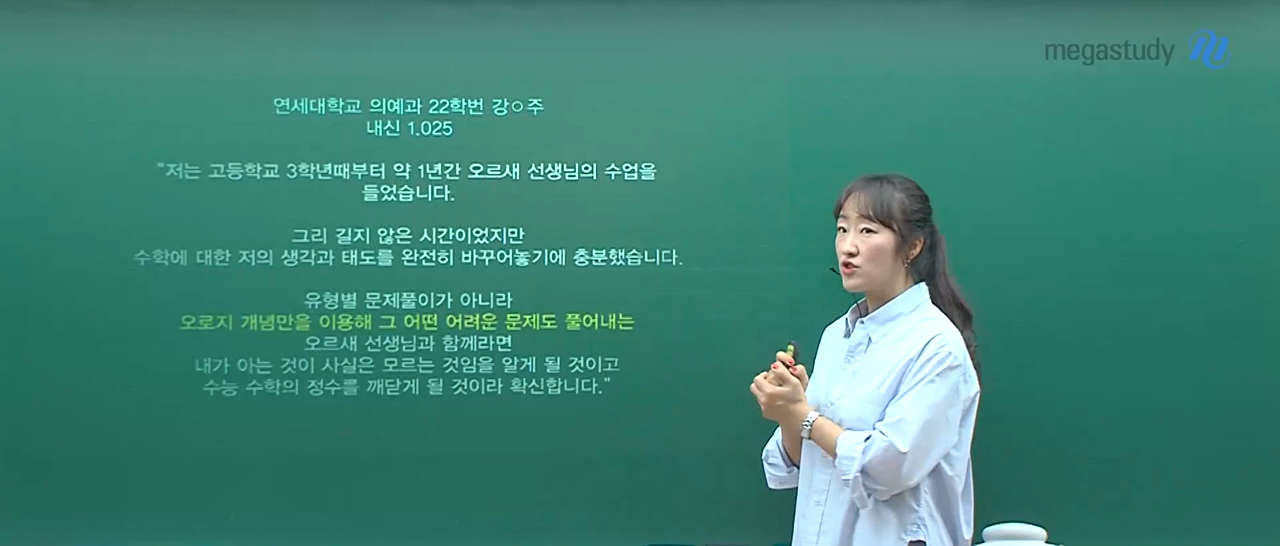 megastudy
연세대학교 의예과 22학번 강ㅇ주
내신 1.025
"저는 고등학교 3학년때부터 약 1년간 오르새 선생님의 수업을
들었습니다.
그리 길지 않은 시간이었지만
수학에 대한 저의 생각과 태도를 완전히 바꾸어놓기에 충분했습니다.
유형별 문제풀이가 아니라
오로지 개념만을 이용해 그 어떤 어려운 문제도 풀어내는
오르새 선생님과 함께라면
내가 아는 것이 사실은 모르는 것임을 알게 될 것이고
수능 수학의 정수를 깨닫게 될 것이라 확신합니다."